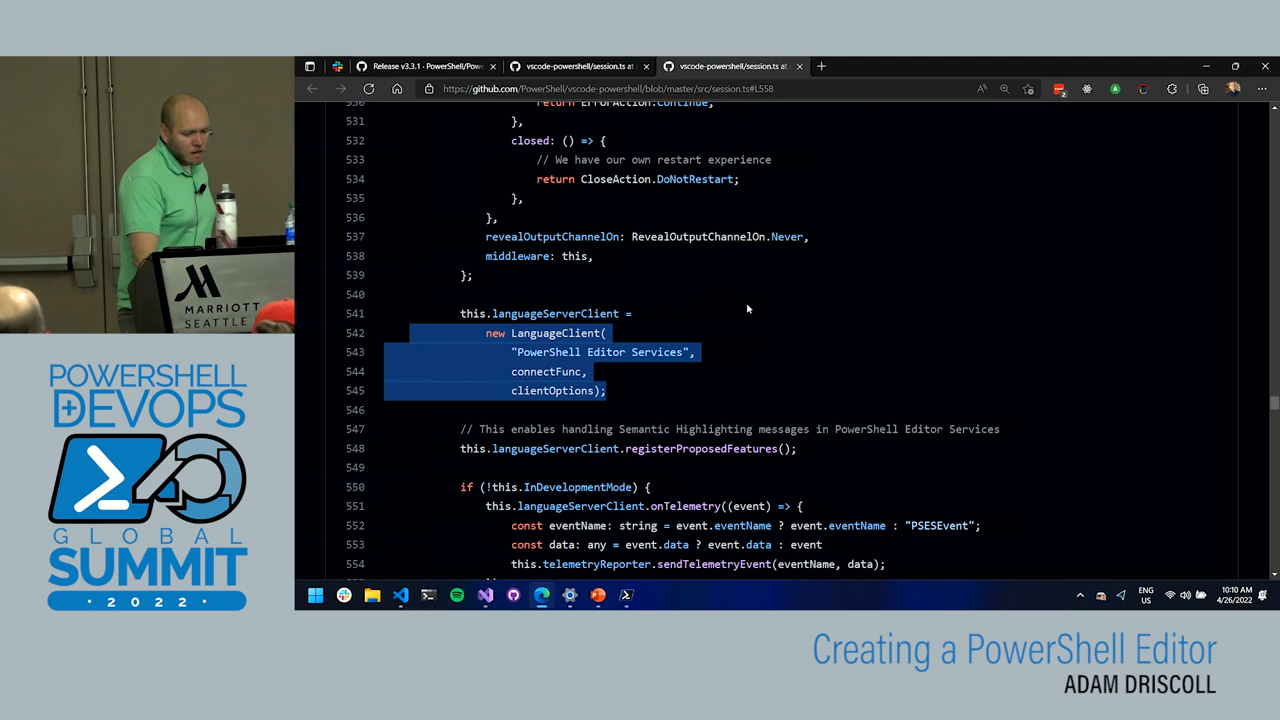 Release v3.3.1 · PowerShell/Pow
vscode-powershell/session.ts at
vscode-powershell/session.ts at
https://github.com/PowerShell/vscode-powershell/blob/master/src/session.ts#L558
return ErrorAction.Continue;
531 },
532 closed: () => {
533 // We have our own restart experience
534 return CloseAction.DoNotRestart;
535 },
536 },
537 revealOutputChannelOn: RevealOutputChannelOn.Never,
538 middleware: this,
539 };
540
541 this.languageServerClient =
542 new LanguageClient(
543 "PowerShell Editor Services",
544 connectFunc,
545 clientOptions);
546
547 // This enables handling Semantic Highlighting messages in PowerShell Editor Services
548 this.languageServerClient.registerProposedFeatures();
549
550 if (!this.InDevelopmentMode) {
551 this.languageServerClient.onTelemetry((event) => {
552 const eventName: string = event.eventName ? event.eventName : "PSESEvent";
553 const data: any = event.data ? event.data : event
554 this.telemetryReporter.sendTelemetryEvent(eventName, data);
ENG
US
10:10 AM
4/26/2022
MARRIOTT
SEATTLE
POWERSHELL
DEVOPS
GLOBAL
SUMMIT
· 2022 ·
Creating a PowerShell Editor
ADAM DRISCOLL